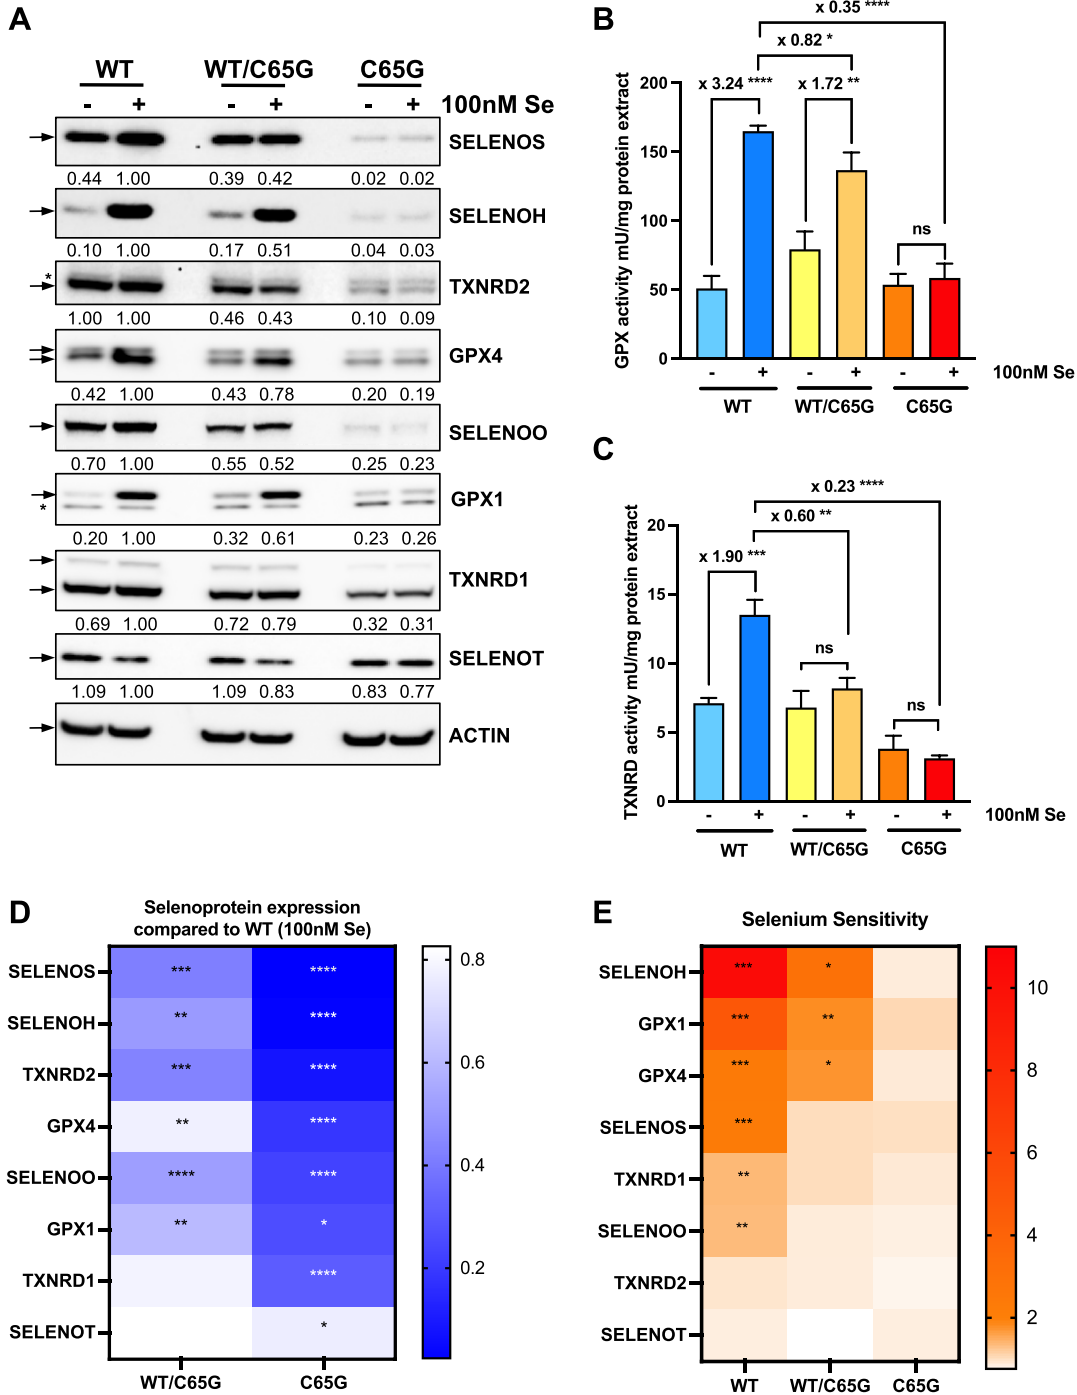 A
WT WT/C65G C65G
- + - + - + 100nM Se
SELENOS
0.44 1.00 0.39 0.42 0.02 0.02
SELENOH
0.10 1.00 0.17 0.51 0.04 0.03
*
TXNRD2
1.00 1.00 0.46 0.43 0.10 0.09
GPX4
0.42 1.00 0.43 0.78 0.20 0.19
SELENOO
0.70 1.00 0.55 0.52 0.25 0.23
GPX1
*
0.20 1.00 0.32 0.61 0.23 0.26
TXNRD1
0.69 1.00 0.72 0.79 0.32 0.31
SELENOT
1.09 1.00 1.09 0.83 0.83 0.77
ACTIN
B
x 0.35 ****
x 0.82 *
x 3.24 **** x 1.72 **
ns
GPX activity mU/mg protein extract
200
150
100
50
0
- + - + - + 100nM Se
WT WT/C65G C65G
C
x 0.23 ****
x 0.60 **
x 1.90 ***
ns
ns
TXNRD activity mU/mg protein extract
20
15
10
5
0
- + - + - + 100nM Se
WT WT/C65G C65G
D
Selenoprotein expression
compared to WT (100nM Se)
SELENOS *** ****
SELENOH ** ****
TXNRD2 *** ****
GPX4 ** ****
SELENOO **** ****
GPX1 ** *
TXNRD1 ****
SELENOT *
WT/C65G C65G
0.8
0.6
0.4
0.2
E
Selenium Sensitivity
SELENOH *** *
GPX1 *** **
GPX4 *** *
SELENOS ***
TXNRD1 **
SELENOO **
TXNRD2
SELENOT
WT WT/C65G C65G
10
8
6
4
2